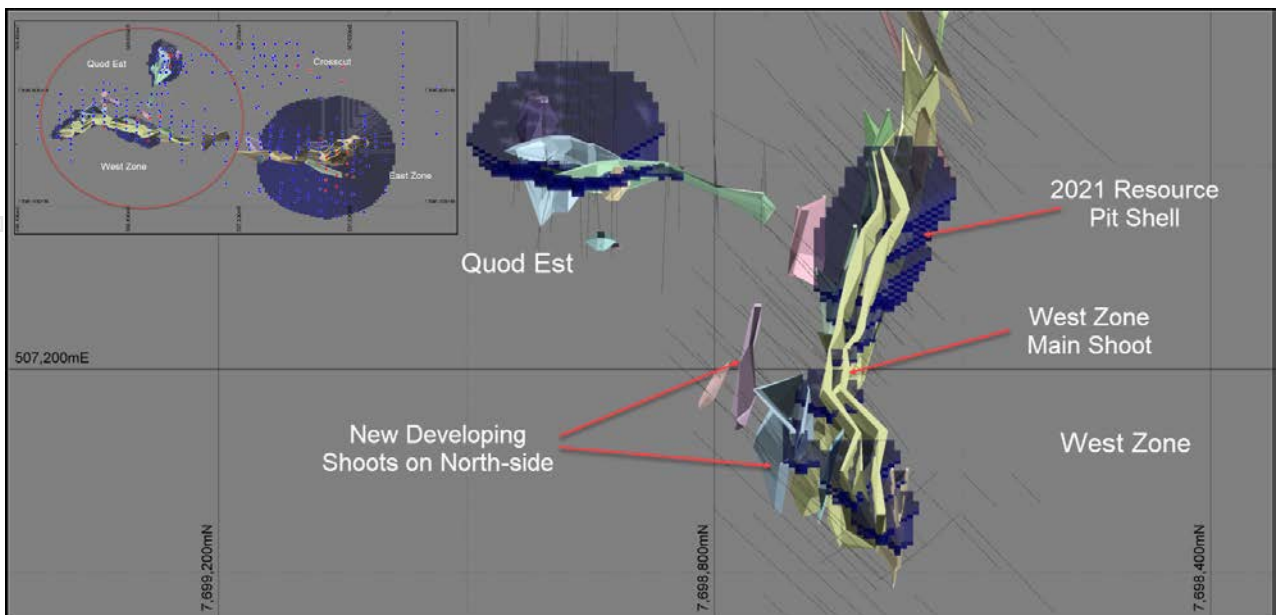 Quod Est
Crosscut
West Zone
East Zone
Quod Est
2021 Resource
Pit Shell
West Zone
Main Shoot
507,200mE
New Developing
Shoots on North-side
West Zone
7,699,200mN
7,698,800mN
7,698,400mN